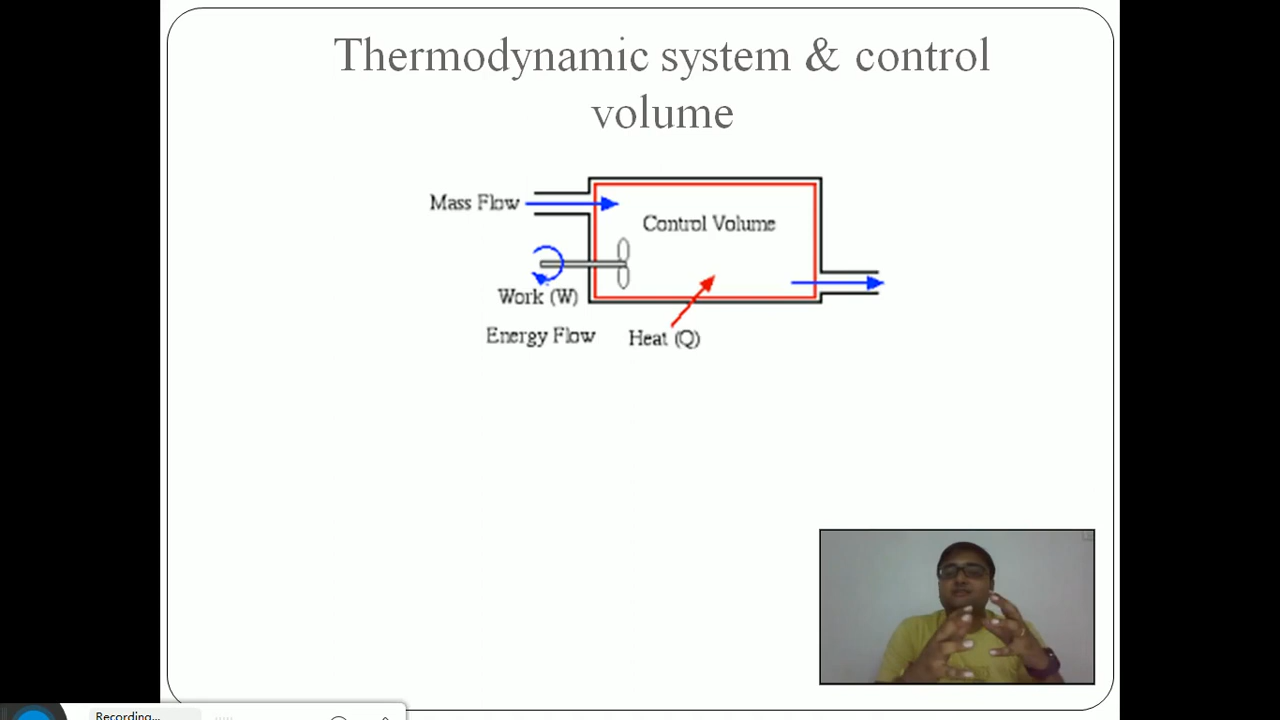 Thermodynamic system & control
volume
Mass Flow
Control Volume
Work (W)
Energy Flow
Heat (Q)
Recording...